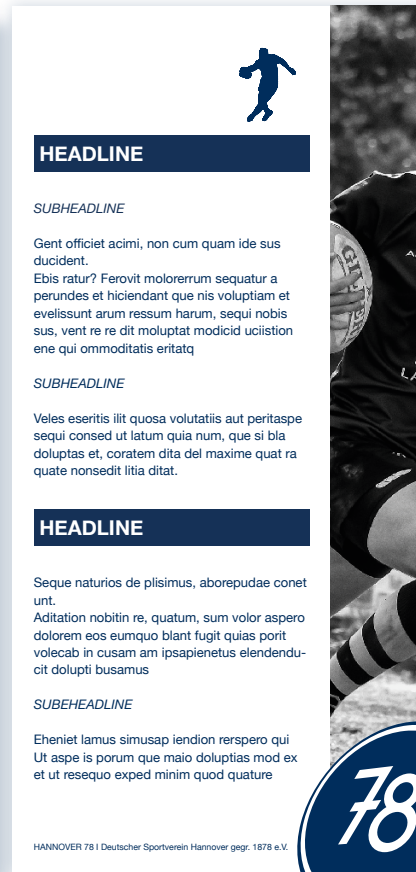 HEADLINE
SUBHEADLINE
Gent officiet acimi, non cum quam ide sus
ducident.
Ebis ratur? Ferovit molorerrum sequatur a
perundes et hiciendant que nis voluptiam et
evelissunt arum ressum harum, sequi nobis
sus, vent re re dit moluptat modicid uciistion
ene qui ommoditatis eritatq
SUBHEADLINE
Veles eseritis ilit quosa volutatiis aut peritaspe
sequi consed ut latum quia num, que si bla
doluptas et, coratem dita del maxime quat ra
quate nonsedit litia ditat.
HEADLINE
Seque naturios de plisimus, aborepudae conet
unt.
Aditation nobitin re, quatum, sum volor aspero
dolorem eos eumquo blant fugit quias porit
volecab in cusam am ipsapienetus elendendu-
cit dolupti busamus
SUBEHEADLINE
Eheniet lamus simusap iendion rerspero qui
Ut aspe is porum que maio doluptias mod ex
et ut resequo exped minim quod quature
HANNOVER 78 I Deutscher Sportverein Hannover gegr. 1878 e.V.
78